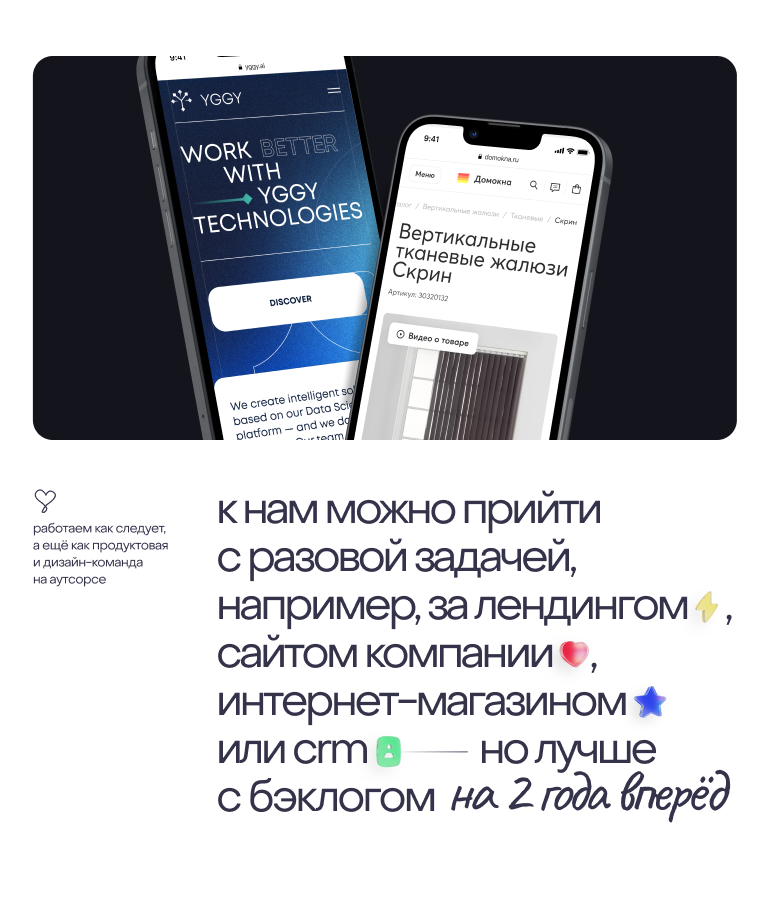 9:41
yggy.ai
YGGY
WORK BETTER
WITH
YGGY
TECHNOLOGIES
DISCOVER
We create intelligent
based on our Data
platform — and we
Our team
9:41
domokna.ru
Меню
Домокна
/ Вертикальные жалюзи / Тканевые / Скрин
Вертикальные
тканевые жалюзи
Скрин
Артикул: 30320132
Видео о товаре
работаем как следует,
а ещё как продуктовая
и дизайн-команда
на аутсорсе
к нам можно прийти
с разовой задачей,
например, за лендингом ,
сайтом компании ,
интернет-магазином
или crm — но лучше
с бэклогом на 2 года вперёд